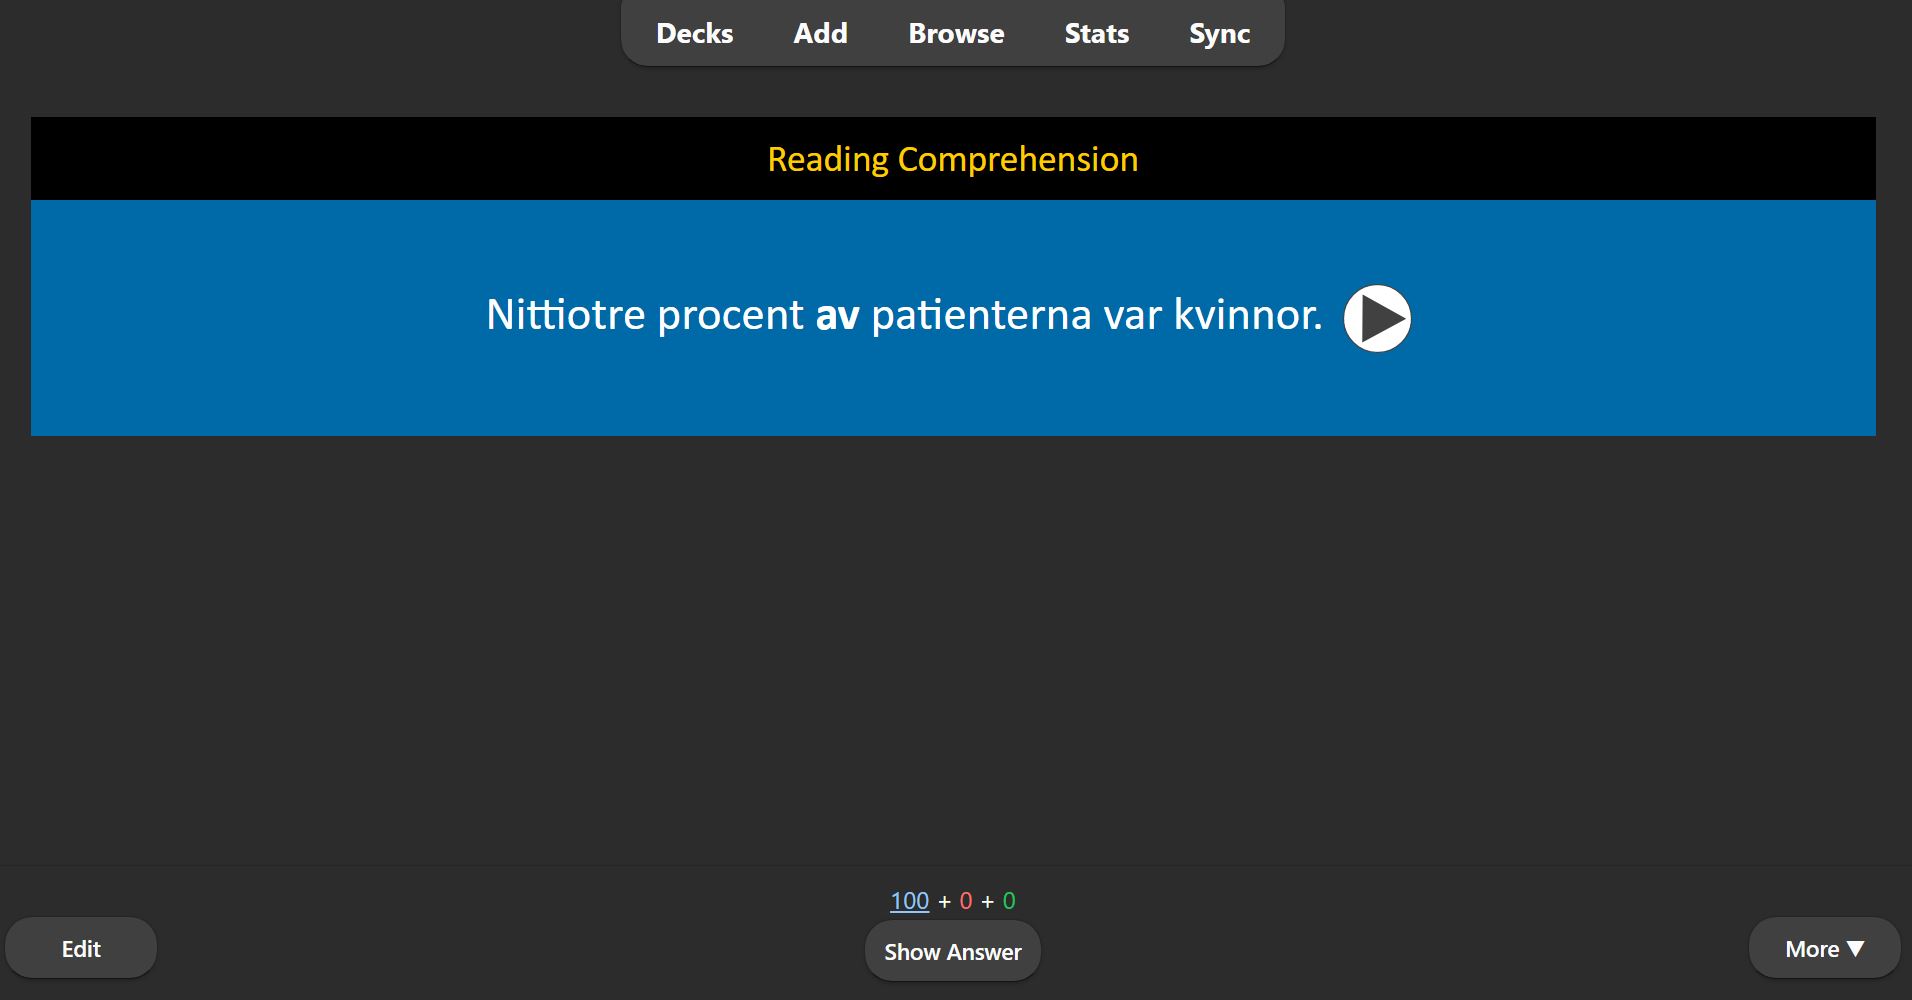 Decks Add Browse Stats Sync
Reading Comprehension
Nittiotre procent av patienterna var kvinnor.
100 + 0 + 0
Edit Show Answer More ▼